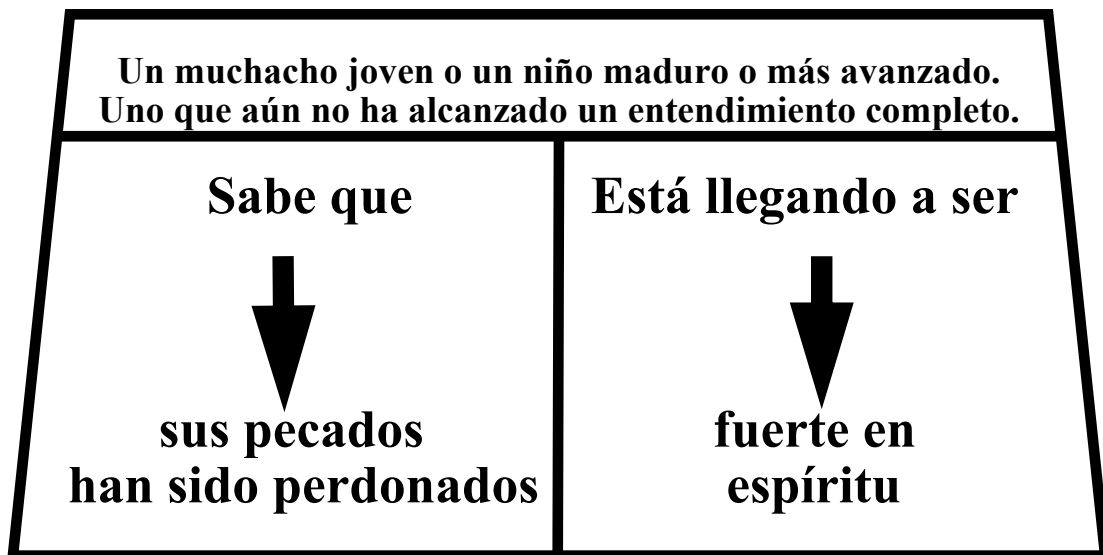 Un muchacho joven o un niño maduro o más avanzado.
Uno que aún no ha alcanzado un entendimiento completo.
Sabe que
sus pecados
han sido perdonados
Está llegando a ser
fuerte en
espíritu